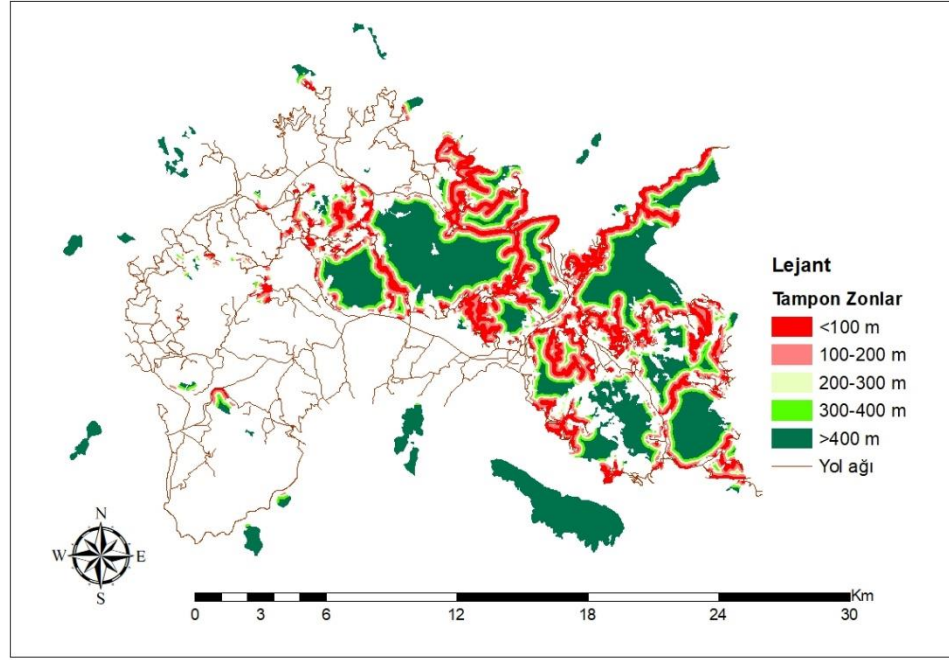 Lejant
Tampon Zonlar
<100 m
100-200 m
200-300 m
300-400 m
>400 m
Yol ağı
N
W E
S
Km
0 3 6 12 18 24 30